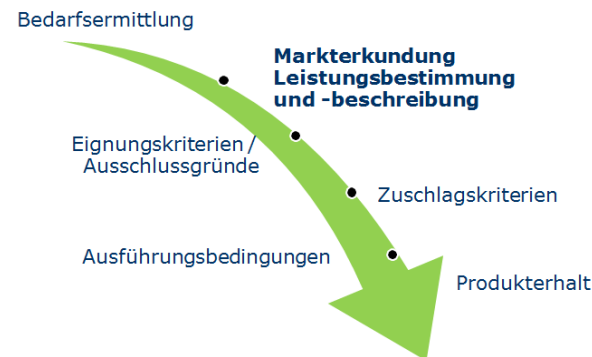 Bedarfsermittlung
Markterkundung
Leistungsbestimmung
und -beschreibung
Eignungskriterien /
Ausschlussgründe
Zuschlagskriterien
Ausführungsbedingungen
Produkterhalt